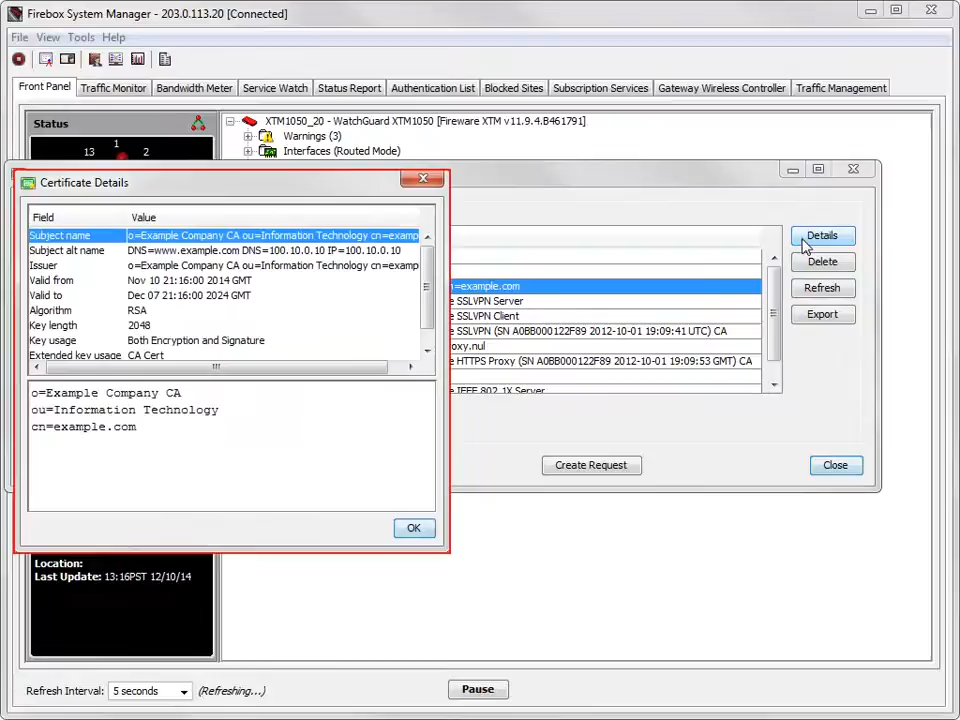 Firebox System Manager - 203.0.113.20 [Connected]
File View Tools Help
Front Panel Traffic Monitor Bandwidth Meter Service Watch Status Report Authentication List Blocked Sites Subscription Services Gateway Wireless Controller Traffic Management
Status
13 1 2
XTM1050_20 - WatchGuard XTM1050 [Fireware XTM v11.9.4.B461791]
Warnings (3)
Interfaces (Routed Mode)
Certificate Details
Field Value
Subject name o=Example Company CA ou=Information Technology cn=examp
Subject alt name DNS=www.example.com DNS=100.10.0.10 IP=100.10.0.10
Issuer o=Example Company CA ou=Information Technology cn=examp
Valid from Nov 10 21:16:00 2014 GMT
Valid to Dec 07 21:16:00 2024 GMT
Algorithm RSA
Key length 2048
Key usage Both Encryption and Signature
Extended key usage CA Cert
o=Example Company CA
ou=Information Technology
cn=example.com
OK
n=example.com
e SSLVPN Server
e SSLVPN Client
e SSLVPN (SN A0BB000122F89 2012-10-01 19:09:41 UTC) CA
oxy.nul
e HTTPS Proxy (SN A0BB000122F89 2012-10-01 19:09:53 GMT) CA
e IEEE 802.1X Server
Details
Delete
Refresh
Export
Create Request
Close
Location:
Last Update: 13:16PST 12/10/14
Refresh Interval: 5 seconds (Refreshing...)
Pause